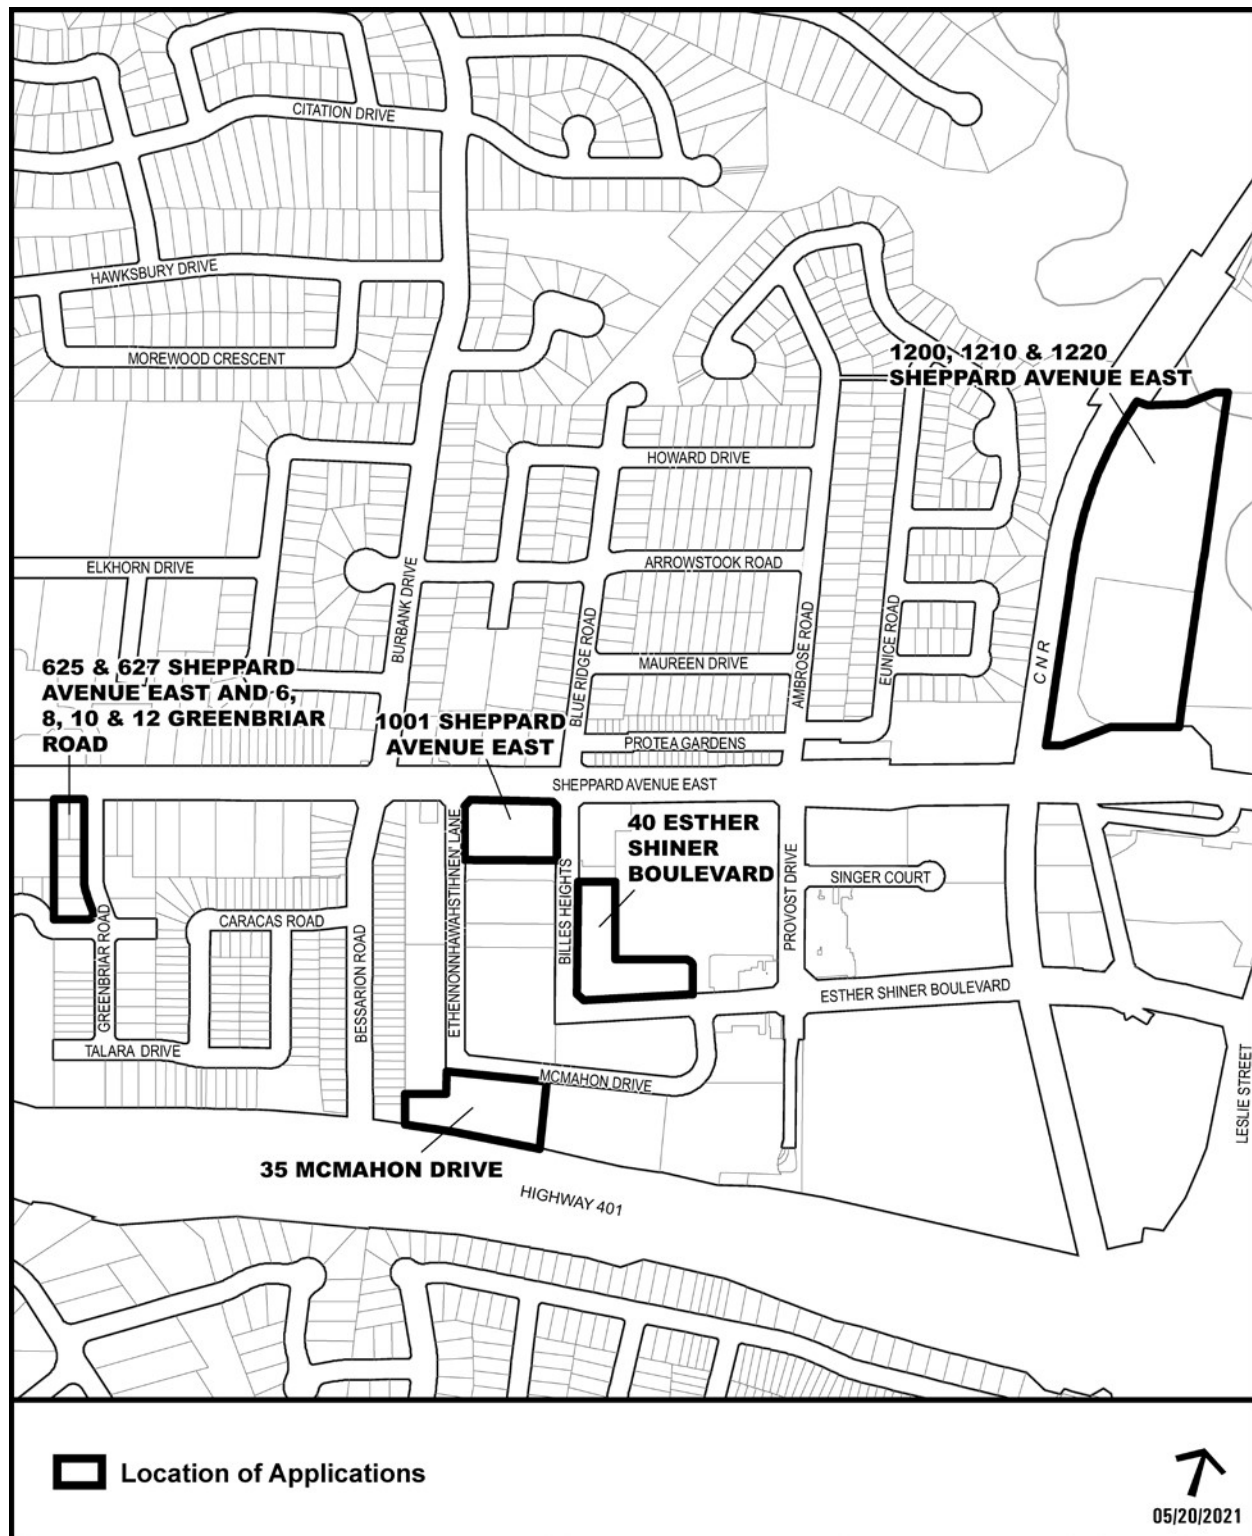 CITATION DRIVE
HAWKSBURY DRIVE
MOREWOOD CRESCENT
1200, 1210 & 1220
SHEPPARD AVENUE EAST
HOWARD DRIVE
ELKHORN DRIVE
ARROWSTOOK ROAD
BURBANK DRIVE
BLUE RIDGE ROAD
AMBROSE ROAD
EUNICE ROAD
CNR
MAUREEN DRIVE
625 & 627 SHEPPARD
AVENUE EAST AND 6,
8, 10 & 12 GREENBRIAR
ROAD
1001 SHEPPARD
AVENUE EAST
PROTEA GARDENS
SHEPPARD AVENUE EAST
40 ESTHER
SHINER
BOULEVARD
ETHENNONNHAWAHSTIHNEN' LANE
BILLES HEIGHTS
PROVOST DRIVE
SINGER COURT
CARACAS ROAD
GREENBRIAR ROAD
BESSARION ROAD
ESTHER SHINER BOULEVARD
TALARA DRIVE
MCMAHON DRIVE
LESLIE STREET
35 MCMAHON DRIVE
HIGHWAY 401
Location of Applications
05/20/2021